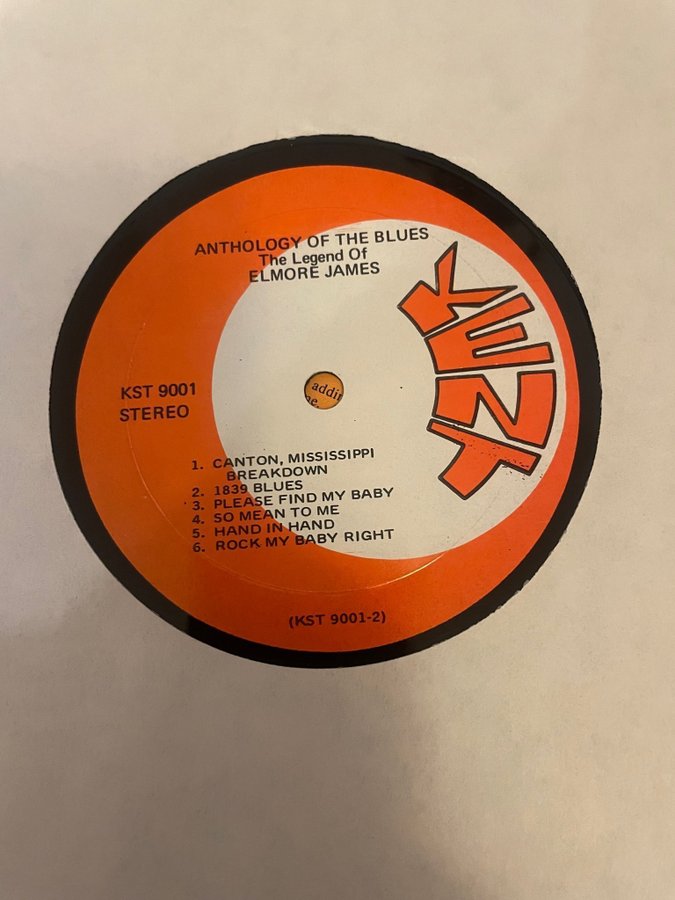 ANTHOLOGY OF THE BLUES
The Legend Of
ELMORE JAMES
KENT
KST 9001
STEREO
addin
e.
1. CANTON, MISSISSIPPI
BREAKDOWN
2. 1839 BLUES
3. PLEASE FIND MY BABY
4. SO MEAN TO ME
5. HAND IN HAND
6. ROCK MY BABY RIGHT
(KST 9001-2)